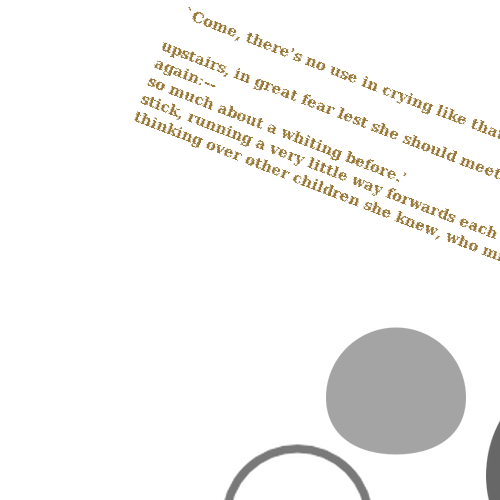 `Come, there's no use in crying like that
upstairs, in great fear lest she should meet
again:--
so much about a whiting before.'
stick, running a very little way forwards each
thinking over other children she knew, who